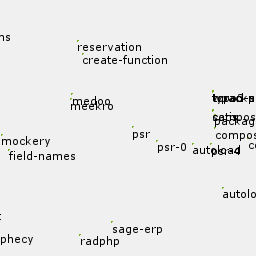 ns
reservation
create-function
medoo
meekro
packag
compos
mockery
psr
psr-0
autoload
psr-4
field-names
autolo
sage-erp
phecy
radphp